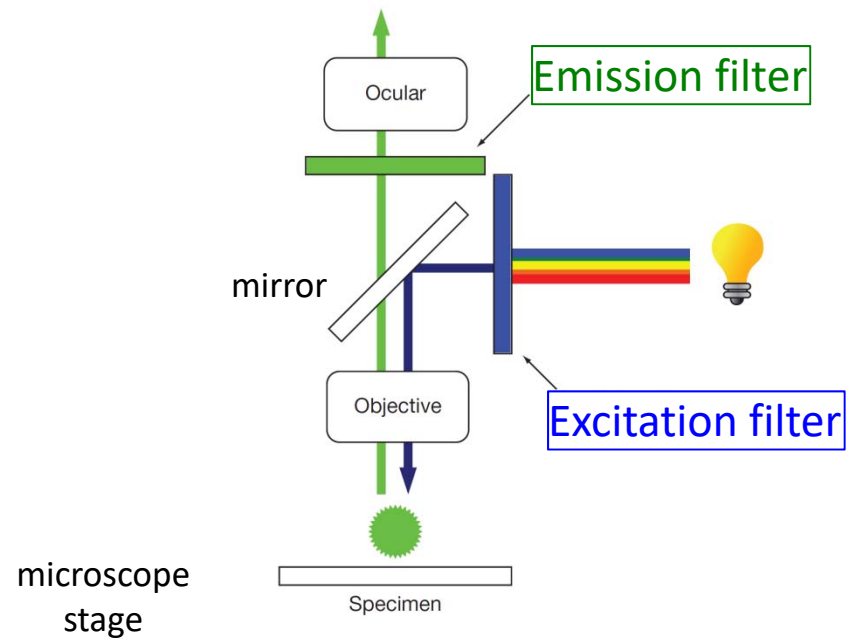 Ocular
Emission filter
mirror
Objective
Excitation filter
microscope
stage
Specimen